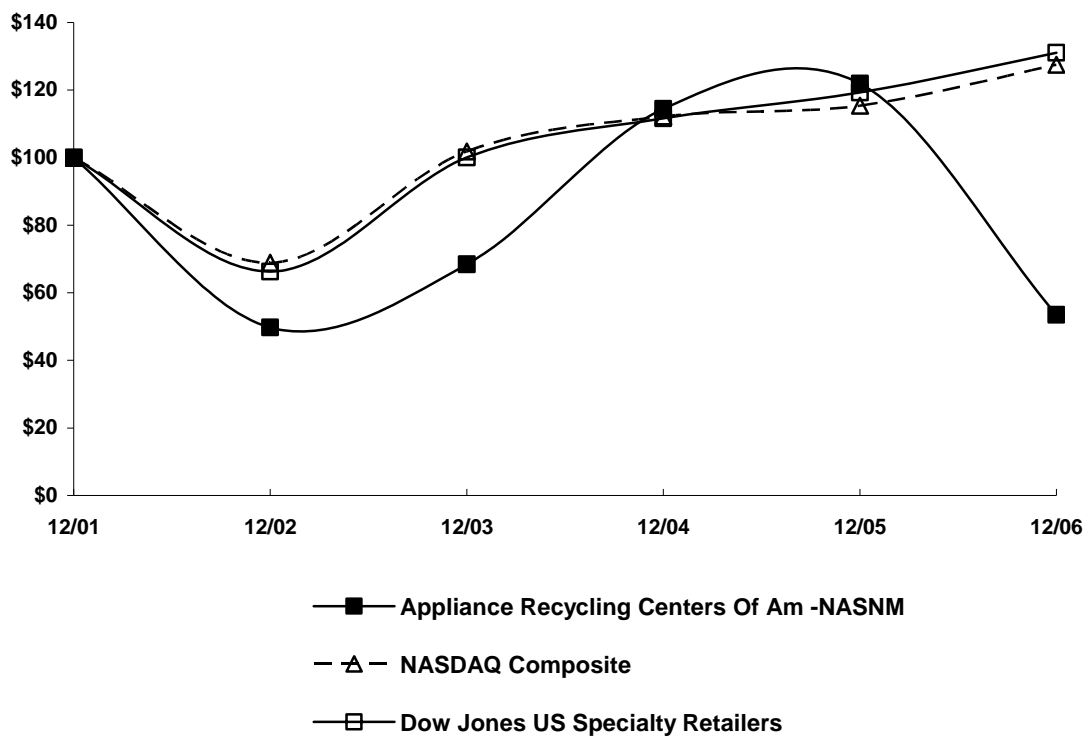 $140
$120
$100
$80
$60
$40
$20
$0
12/01 12/02 12/03 12/04 12/05 12/06
Appliance Recycling Centers Of Am -NASNM
NASDAQ Composite
Dow Jones US Specialty Retailers